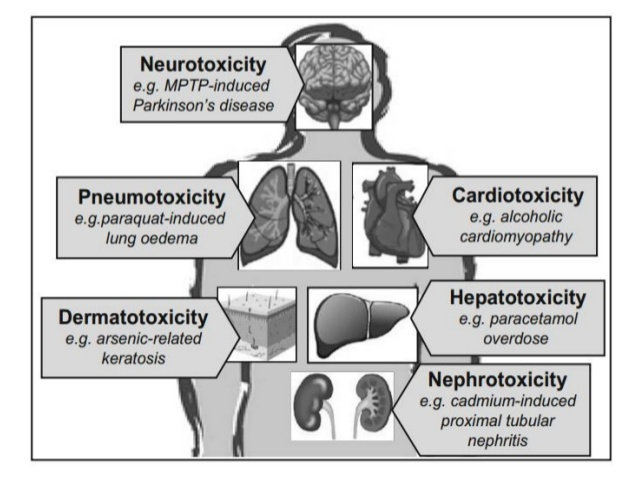 Neurotoxicity
e.g. MPTP-induced
Parkinson's disease
Pneumotoxicity
e.g.paraquat-induced
lung oedema
Cardiotoxicity
e.g. alcoholic
cardiomyopathy
Dermatotoxicity
e.g. arsenic-related
keratosis
Hepatotoxicity
e.g. paracetamol
overdose
Nephrotoxicity
e.g. cadmium-induced
proximal tubular
nephritis